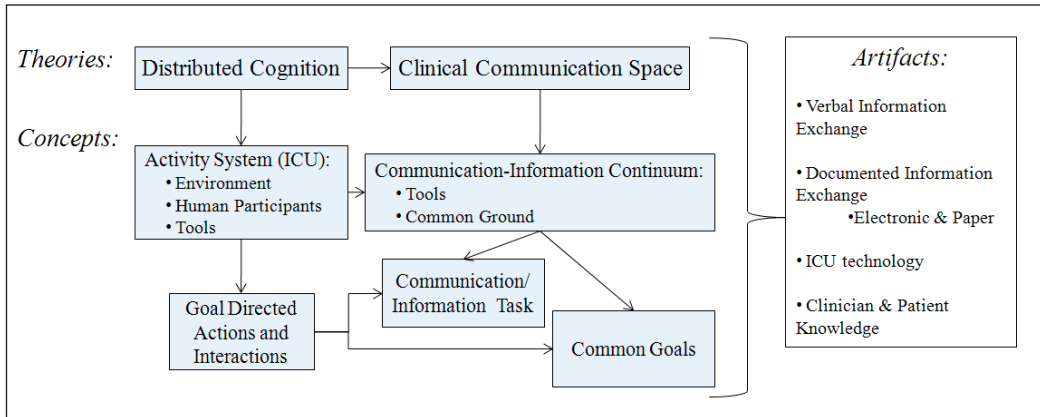 Theories:
Distributed Cognition
Clinical Communication Space
Concepts:
Activity System (ICU):
• Environment
• Human Participants
• Tools
Communication-Information Continuum:
• Tools
• Common Ground
Goal Directed
Actions and
Interactions
Communication/
Information Task
Common Goals
Artifacts:
• Verbal Information
Exchange
• Documented Information
Exchange
•Electronic & Paper
• ICU technology
• Clinician & Patient
Knowledge